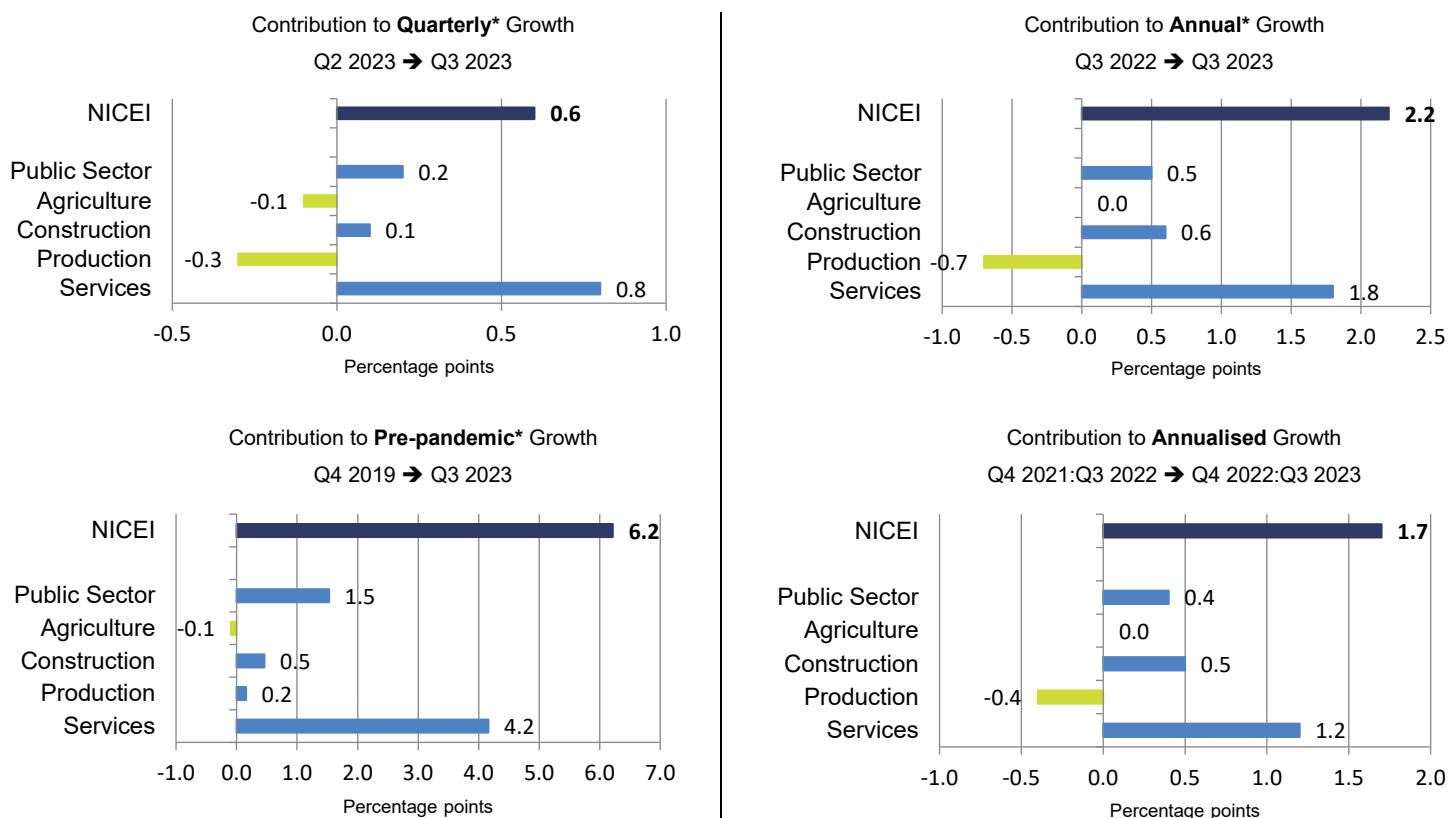 Contribution to Quarterly* Growth
Q2 2023 ➔ Q3 2023
NICEI 0.6
Public Sector 0.2
Agriculture -0.1
Construction 0.1
Production -0.3
Services 0.8
-0.5 0.0 0.5 1.0
Percentage points
Contribution to Annual* Growth
Q3 2022 ➔ Q3 2023
NICEI 2.2
Public Sector 0.5
Agriculture 0.0
Construction 0.6
Production -0.7
Services 1.8
-1.0 -0.5 0.0 0.5 1.0 1.5 2.0 2.5
Percentage points
Contribution to Pre-pandemic* Growth
Q4 2019 ➔ Q3 2023
NICEI 6.2
Public Sector 1.5
Agriculture -0.1
Construction 0.5
Production 0.2
Services 4.2
-1.0 0.0 1.0 2.0 3.0 4.0 5.0 6.0 7.0
Percentage points
Contribution to Annualised Growth
Q4 2021:Q3 2022 ➔ Q4 2022:Q3 2023
NICEI 1.7
Public Sector 0.4
Agriculture 0.0
Construction 0.5
Production -0.4
Services 1.2
-1.0 -0.5 0.0 0.5 1.0 1.5 2.0
Percentage points